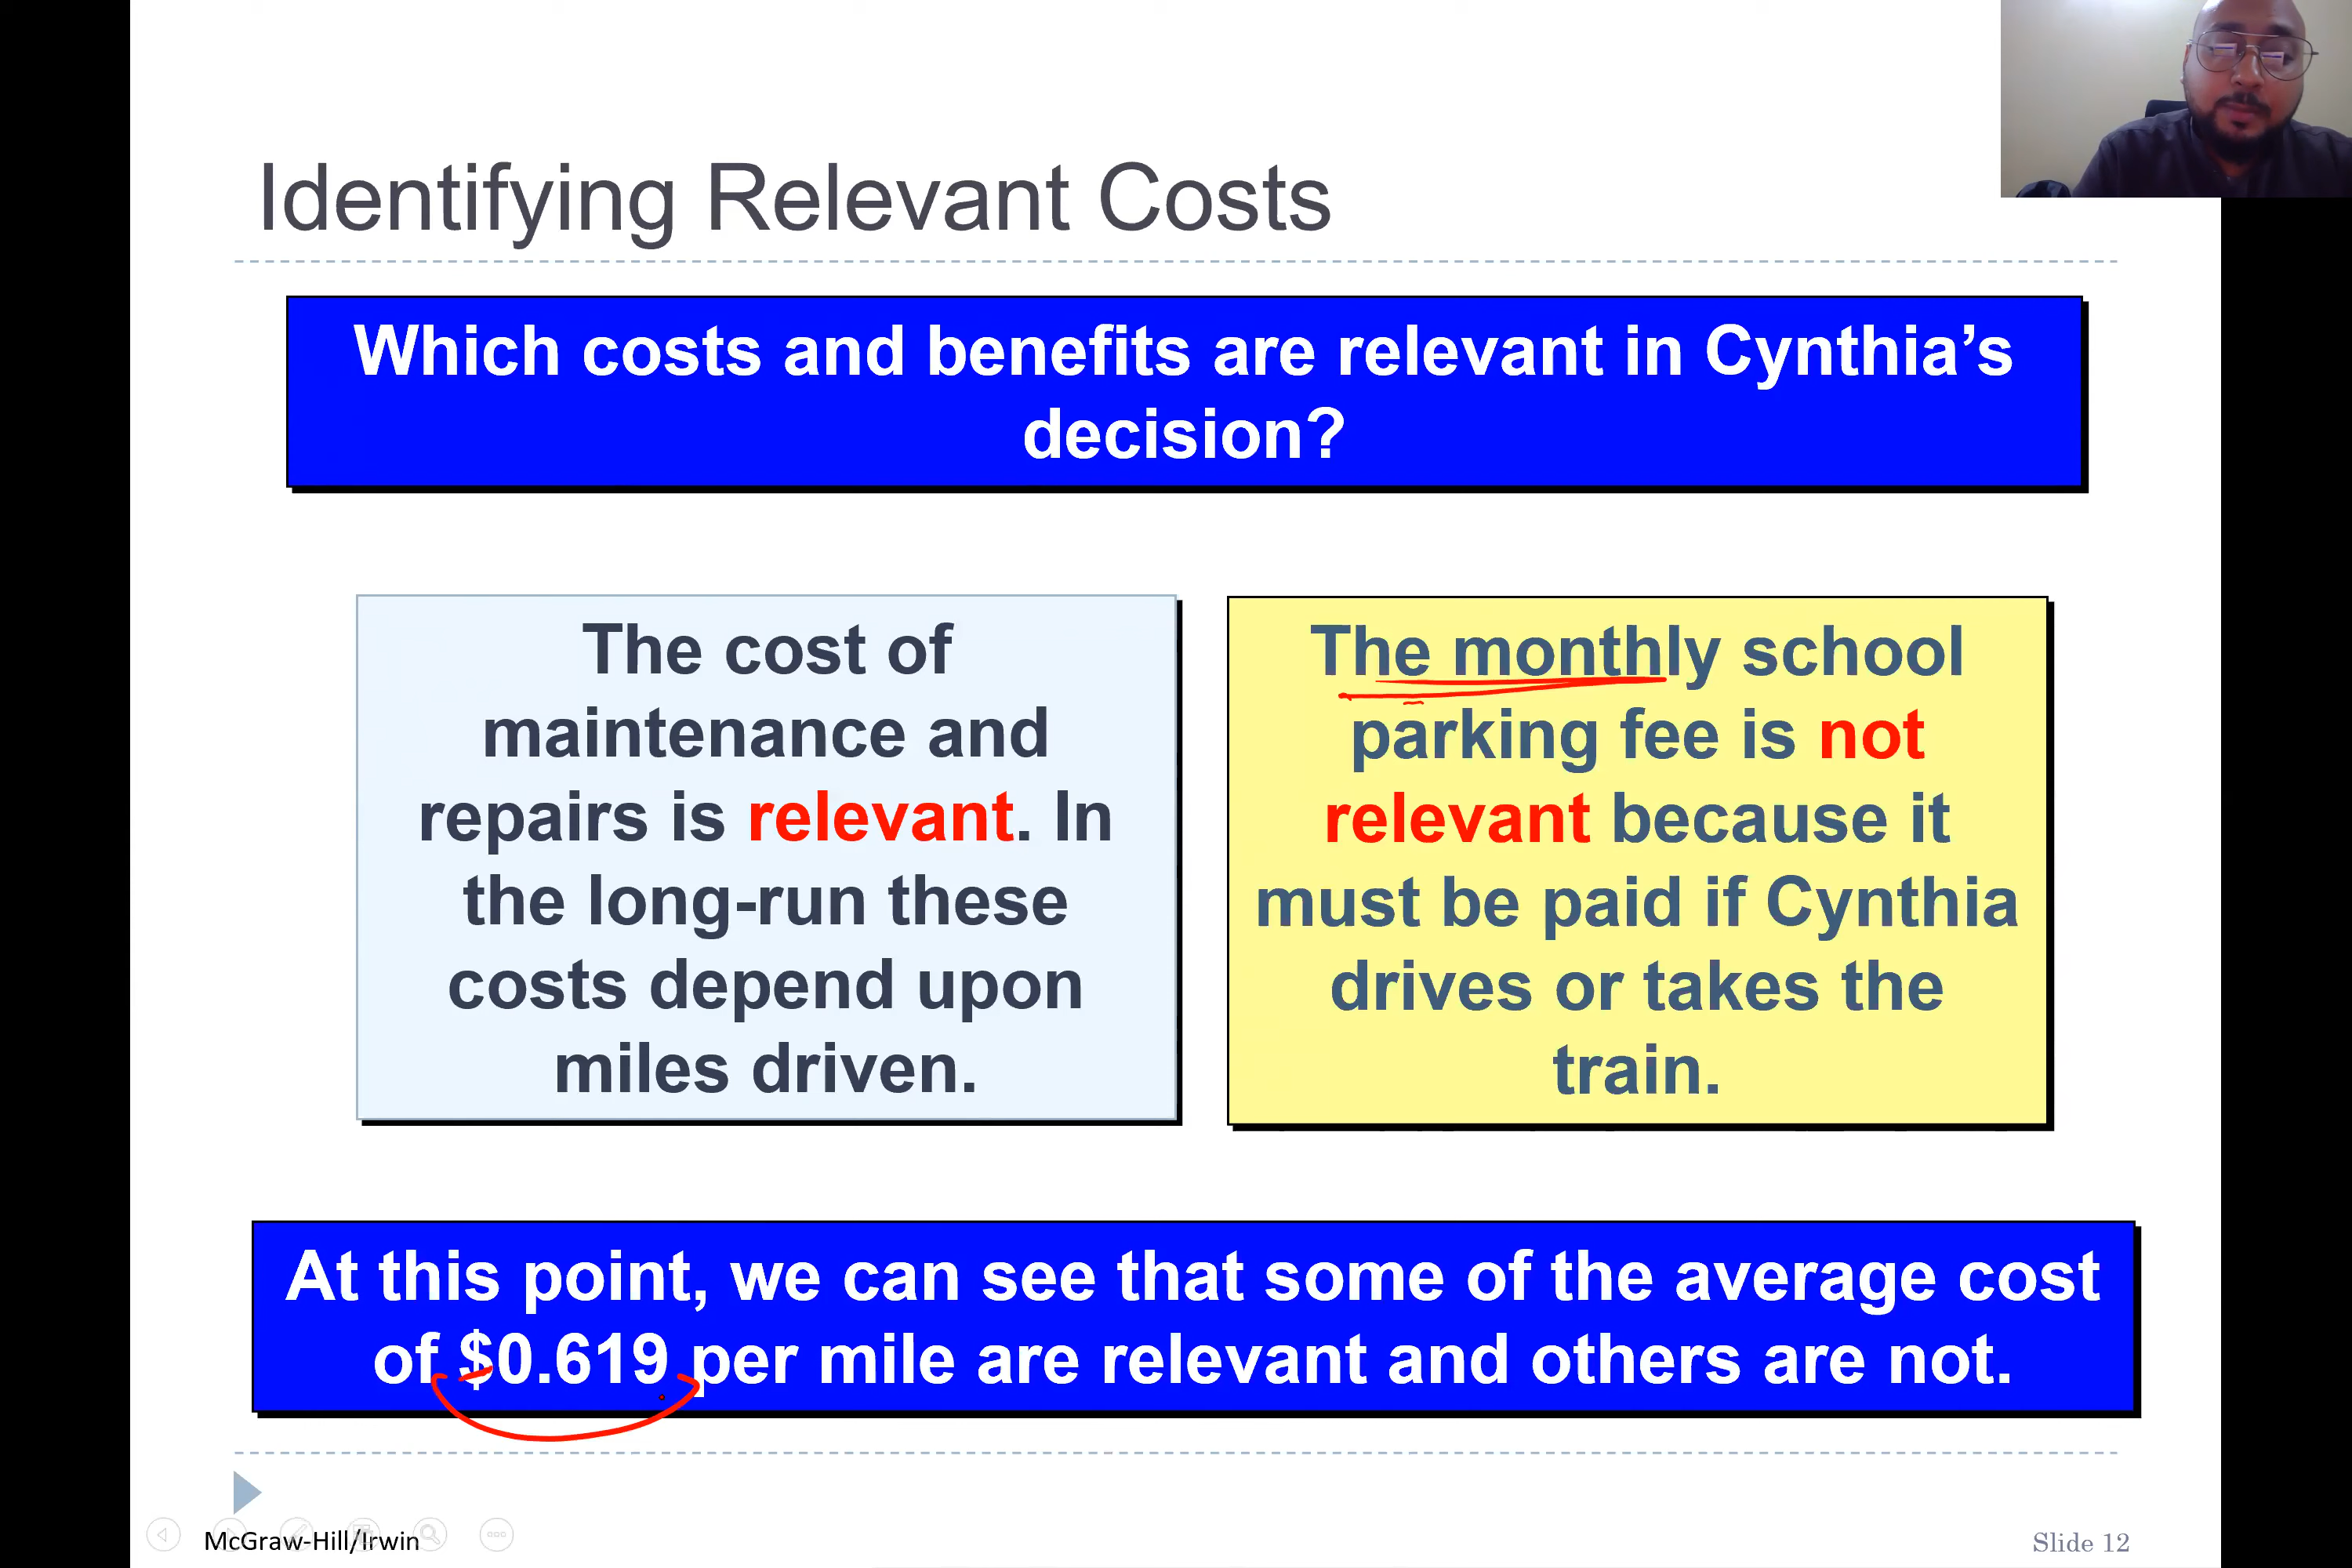 Identifying Relevant Costs
Which costs and benefits are relevant in Cynthia’s
decision?
The cost of
maintenance and
repairs is relevant. In
the long-run these
costs depend upon
miles driven.
The monthly school
parking fee is not
relevant because it
must be paid if Cynthia
drives or takes the
train.
At this point, we can see that some of the average cost
of $0.619 per mile are relevant and others are not.
McGraw-Hill/Irwin
Slide 12